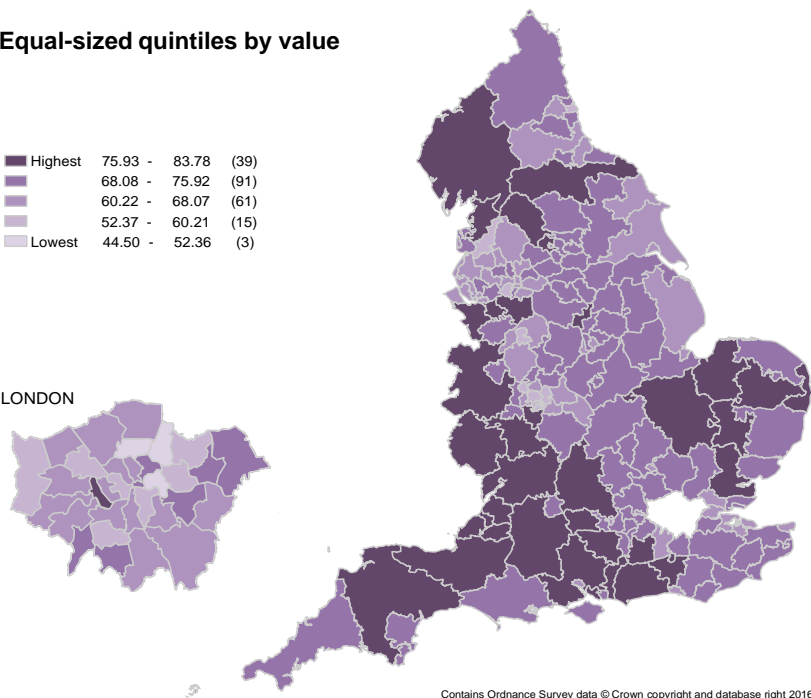 Equal-sized quintiles by value
Highest 75.93 - 83.78 (39)
68.08 - 75.92 (91)
60.22 - 68.07 (61)
52.37 - 60.21 (15)
Lowest 44.50 - 52.36 (3)
LONDON
Contains Ordnance Survey data © Crown copyright and database right 2016